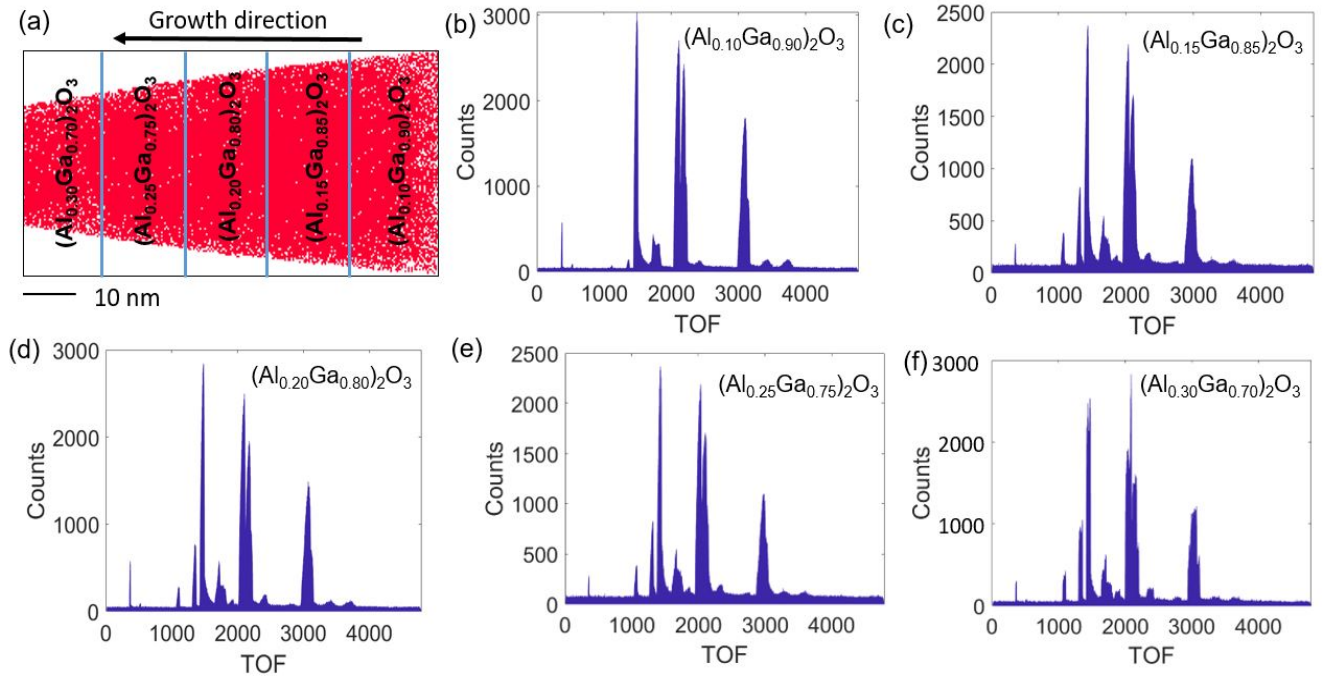 (a)
Growth direction
(Al0.30Ga0.70)2O3
(Al0.25Ga0.75)2O3
(Al0.20Ga0.80)2O3
(Al0.15Ga0.85)2O3
(Al0.10Ga0.90)2O3
10 nm
(b)
(Al0.10Ga0.90)2O3
3000
2000
1000
0
Counts
0 1000 2000 3000 4000
TOF
(c)
(Al0.15Ga0.85)2O3
2500
2000
1500
1000
500
0
Counts
0 1000 2000 3000 4000
TOF
(d)
(Al0.20Ga0.80)2O3
3000
2000
1000
0
Counts
0 1000 2000 3000 4000
TOF
(e)
(Al0.25Ga0.75)2O3
2500
2000
1500
1000
500
0
Counts
0 1000 2000 3000 4000
TOF
(f)
(Al0.30Ga0.70)2O3
3000
2000
1000
0
Counts
0 1000 2000 3000 4000
TOF